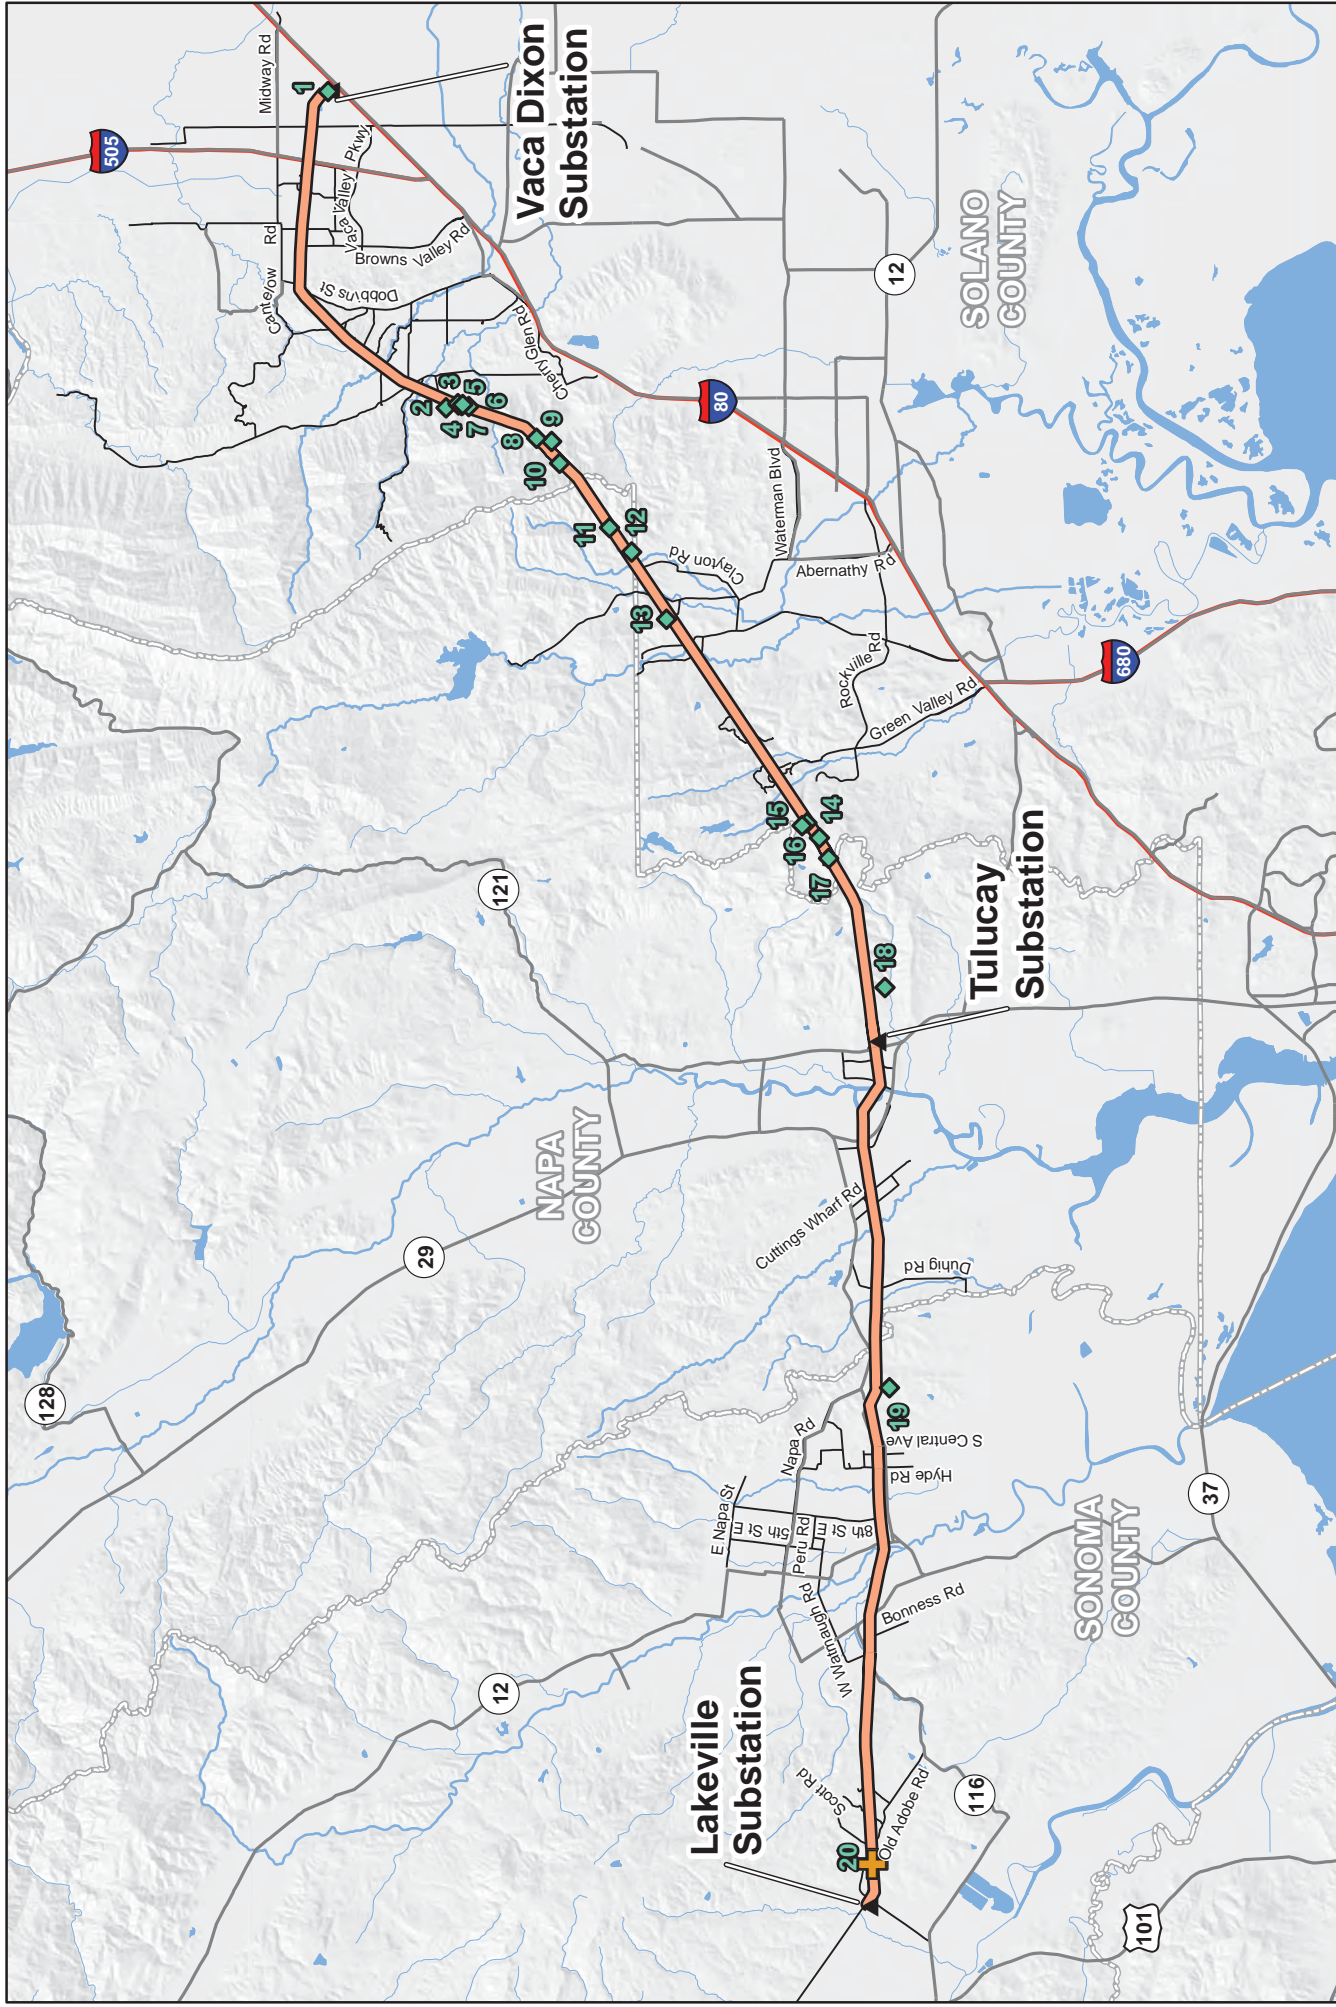 Midway Rd
505
1
Vaca Valley Pkwy
Vaca Dixon
Substation
Rd
Browns
Valley Rd
Cantelow
Dobbins St
Cherry Glen Rd
2
3
4
5
6
7
8
9
10
11
12
13
80
12
SOLANO
COUNTY
Waterman Blvd
Clayton Rd
Abernathy Rd
Rockville Rd
Green Valley Rd
680
14
15
16
17
18
121
Tulucay
Substation
NAPA
COUNTY
29
128
Cuttings Wharf Rd
Duhig Rd
19
Napa Rd
S Central Ave
Hyde Rd
E Napa St
5th St E
8th St E
Peru Rd
W Watmaugh Rd
Bonness Rd
37
SONOMA
COUNTY
12
Lakeville
Substation
Scott Rd
Old Adobe Rd
116
20
101